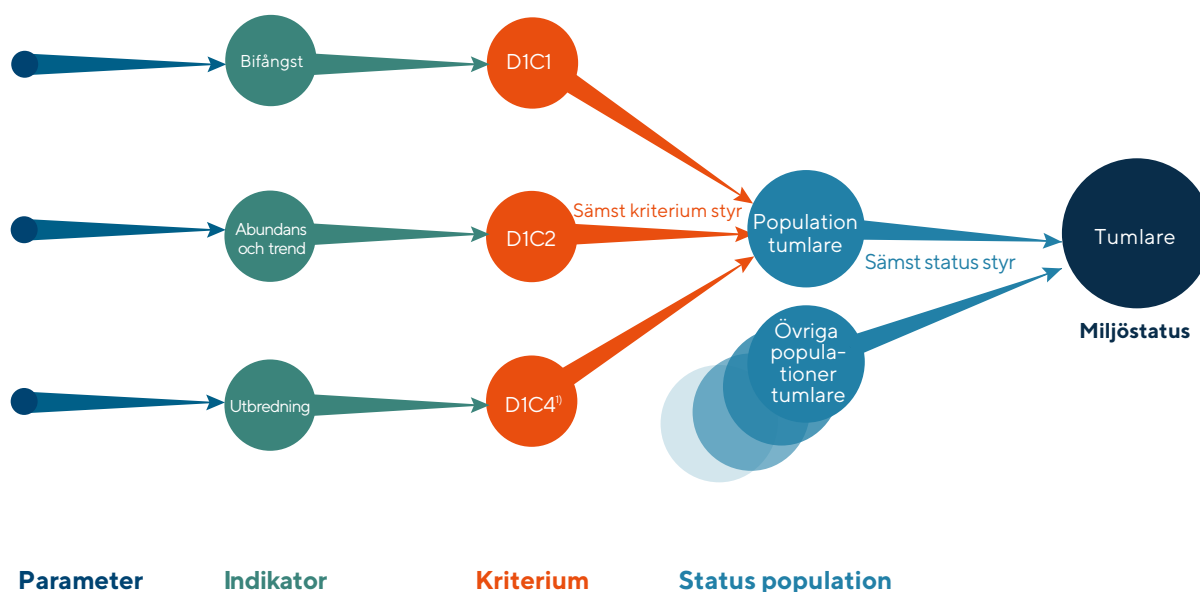 Bifångst
D1C1
Abundans
och trend
D1C2
Sämst kriterium styr
Population
tumlare
Sämst status styr
Tumlare
Miljöstatus
Övriga
popula-
tioner
tumlare
Utbredning
D1C4¹⁾
Parameter
Indikator
Kriterium
Status population